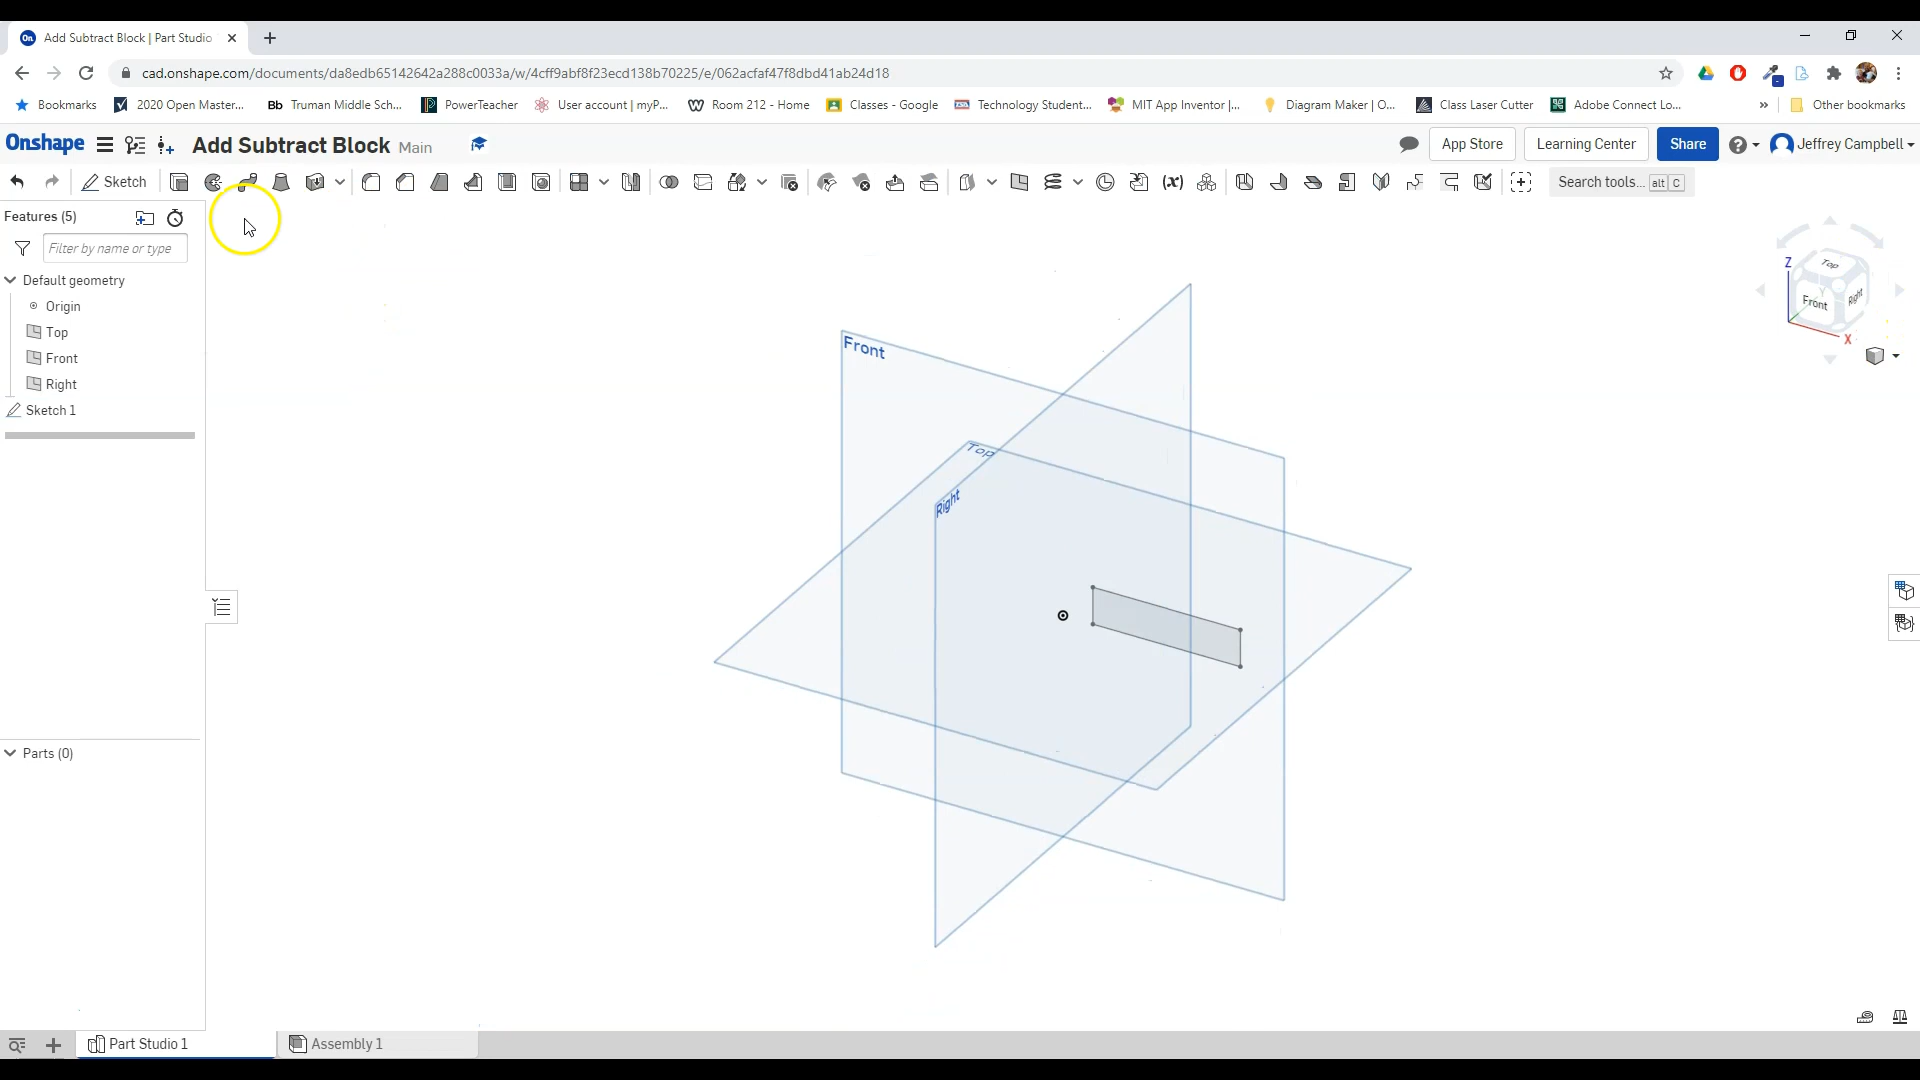 Add Subtract Block | Part Studio
cad.onshape.com/documents/da8edb65142642a288c0033a/w/4cff9abf8f23ecd138b70225/e/062acfaf47f8dbd41ab24d18
Bookmarks
2020 Open Master...
Bb Truman Middle Sch...
PowerTeacher
User account | myP...
Room 212 - Home
Classes - Google
Technology Student...
MIT App Inventor |...
Diagram Maker | O...
Class Laser Cutter
Adobe Connect Lo...
» Other bookmarks
Onshape
Add Subtract Block Main
App Store
Learning Center
Share
Jeffrey Campbell
Sketch
(x)
Search tools... alt C
Features (5)
Filter by name or type
Default geometry
Origin
Top
Front
Right
Sketch 1
Parts (0)
Front
Top
Right
Z
Top
Y
Front
Right
X
Part Studio 1
Assembly 1